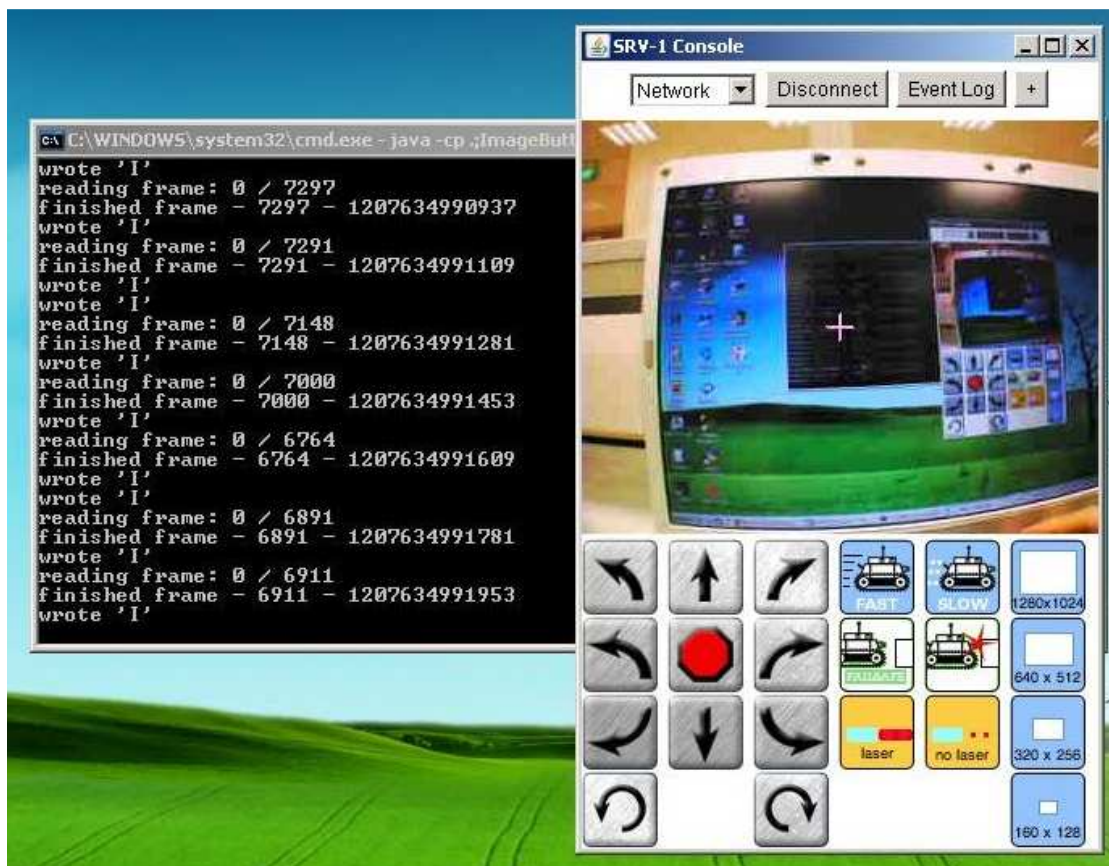 C:\WINDOWS\system32\cmd.exe - java -cp .;ImageButt
wrote 'I'
reading frame: 0 / 7297
finished frame - 7297 - 1207634990937
wrote 'I'
reading frame: 0 / 7291
finished frame - 7291 - 1207634991109
wrote 'I'
wrote 'I'
reading frame: 0 / 7148
finished frame - 7148 - 1207634991281
wrote 'I'
reading frame: 0 / 7000
finished frame - 7000 - 1207634991453
wrote 'I'
reading frame: 0 / 6764
finished frame - 6764 - 1207634991609
wrote 'I'
wrote 'I'
reading frame: 0 / 6891
finished frame - 6891 - 1207634991781
wrote 'I'
reading frame: 0 / 6911
finished frame - 6911 - 1207634991953
wrote 'I'
SRV-1 Console
Network Disconnect Event Log +
FAST SLOW 1280x1024
FAILSAFE 640 x 512
laser no laser 320 x 256
160 x 128